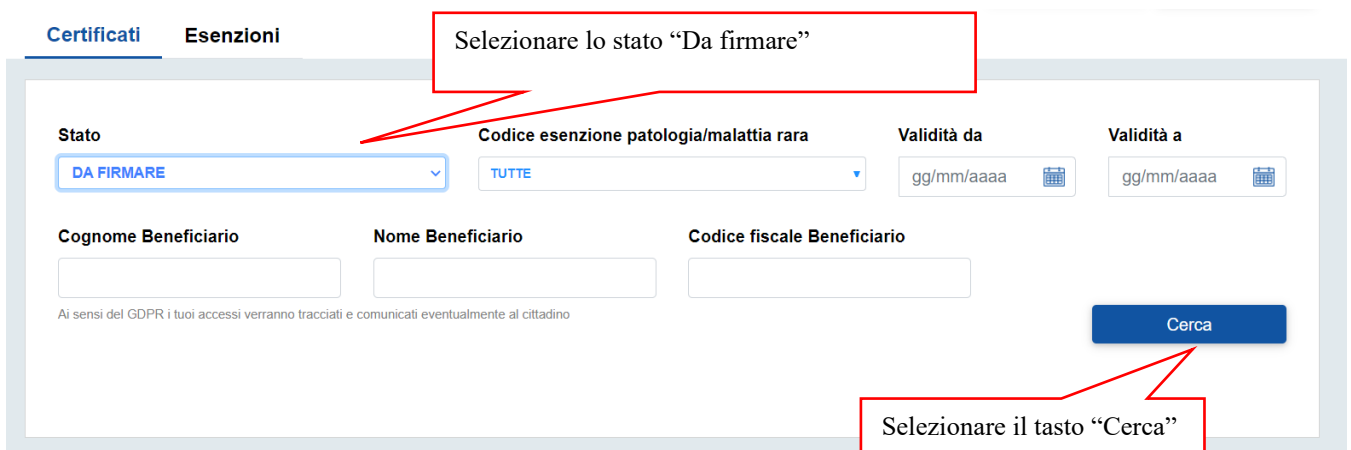 Certificati Esenzioni
Selezionare lo stato “Da firmare”
Stato Codice esenzione patologia/malattia rara Validità da Validità a
DA FIRMARE TUTTE gg/mm/aaaa gg/mm/aaaa
Cognome Beneficiario Nome Beneficiario Codice fiscale Beneficiario
Ai sensi del GDPR i tuoi accessi verranno tracciati e comunicati eventualmente al cittadino
Cerca
Selezionare il tasto “Cerca”